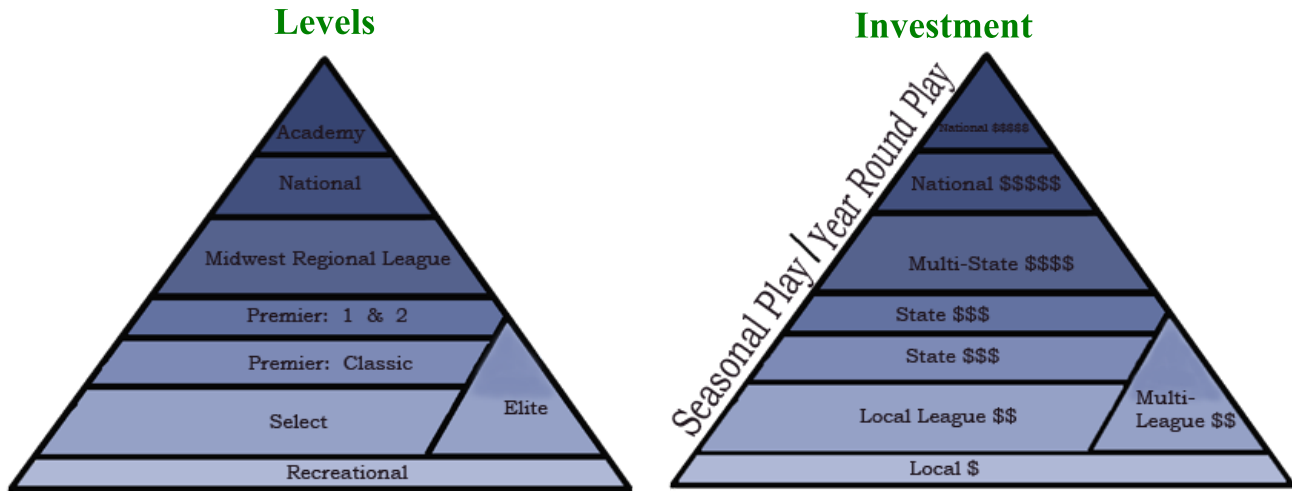 Levels
Academy
National
Midwest Regional League
Premier: 1 & 2
Premier: Classic
Select
Elite
Recreational
Investment
Seasonal Play / Year Round Play
National $$$$$
National $$$$$
Multi-State $$$$
State $$$
State $$$
Local League $$
Multi-
League $$
Local $